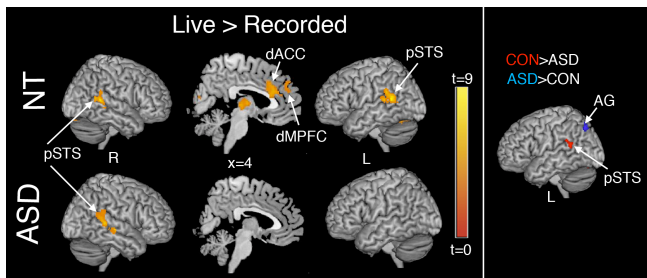 Live > Recorded
NT
dACC
pSTS
t=9
dMPFC
pSTS
R
x=4
L
ASD
t=0
CON>ASD
ASD>CON
AG
pSTS
L